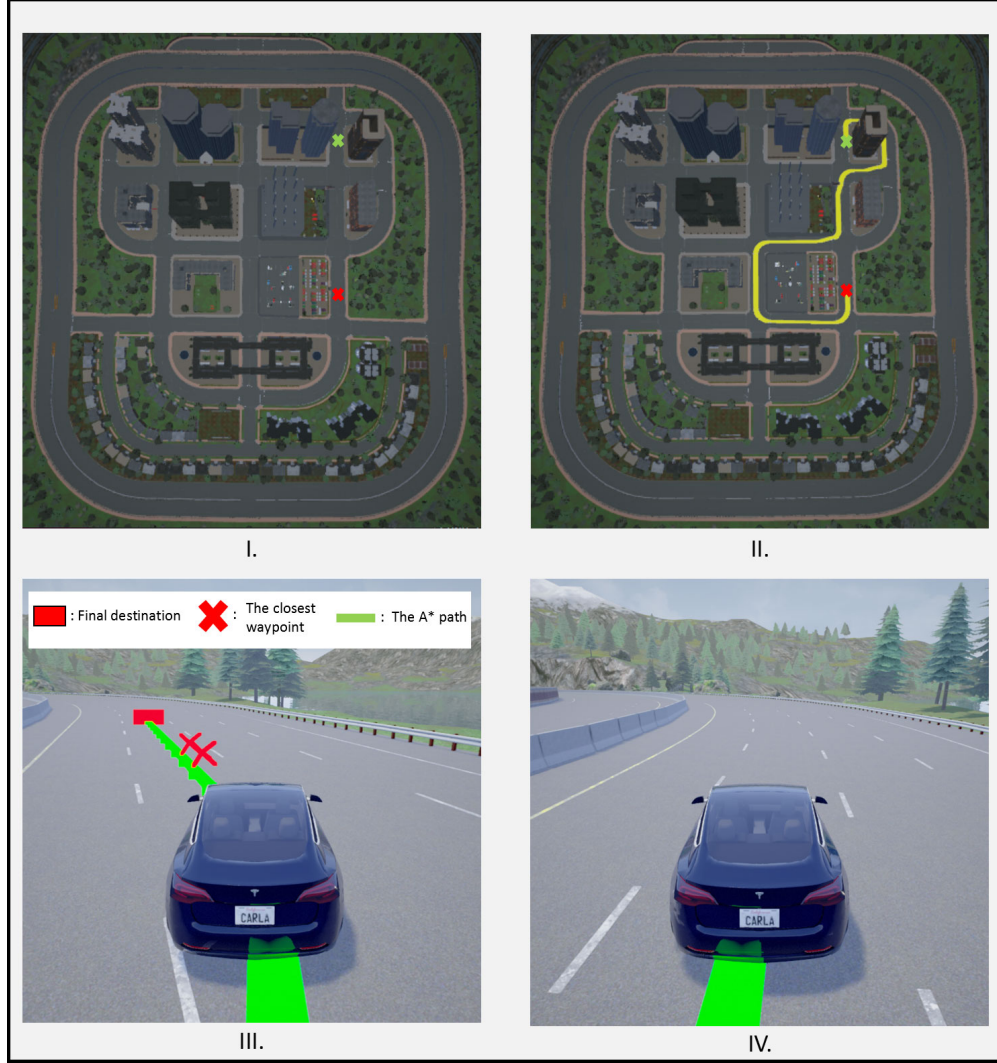 I.
II.
: Final destination
: The closest
waypoint
: The A* path
CARLA
CARLA
III.
IV.